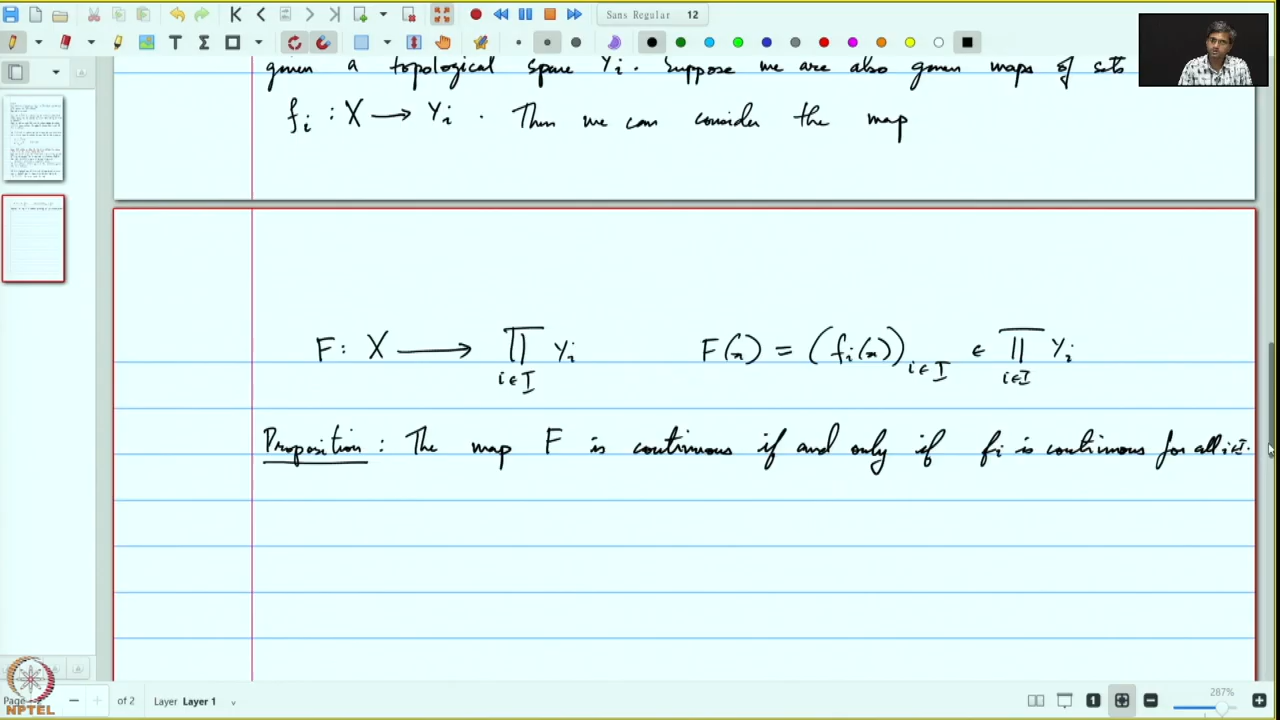 Sans Regular 12
given a topological space Yi. Suppose we are also given maps of sets
fi : X → Yi . Then we can consider the map
F : X ⟶ ∏_{i∈I} Yi F(x) = (fi(x))_{i∈I} ∈ ∏_{i∈I} Yi
Proposition : The map F is continuous if and only if fi is continuous for all i∈I.
Page
of 2
Layer Layer 1
287%
NPTEL